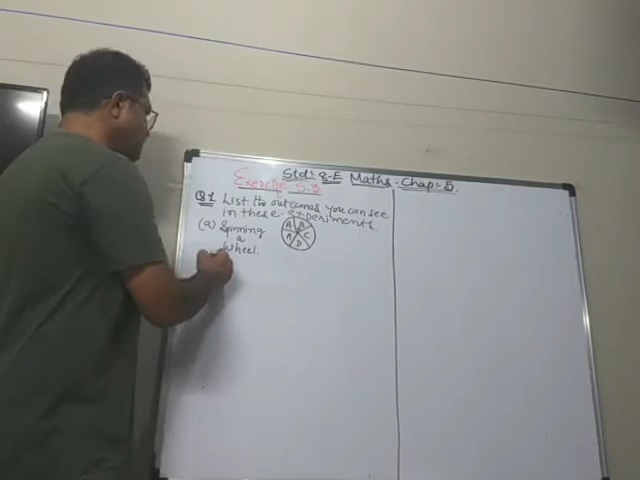 Std: 8-E Maths - Chap: 5.
Exercise 5.2
Q1 List the outcomes you can see
in these experiments.
(a) Spinning
a
Wheel.
A B
C
A D